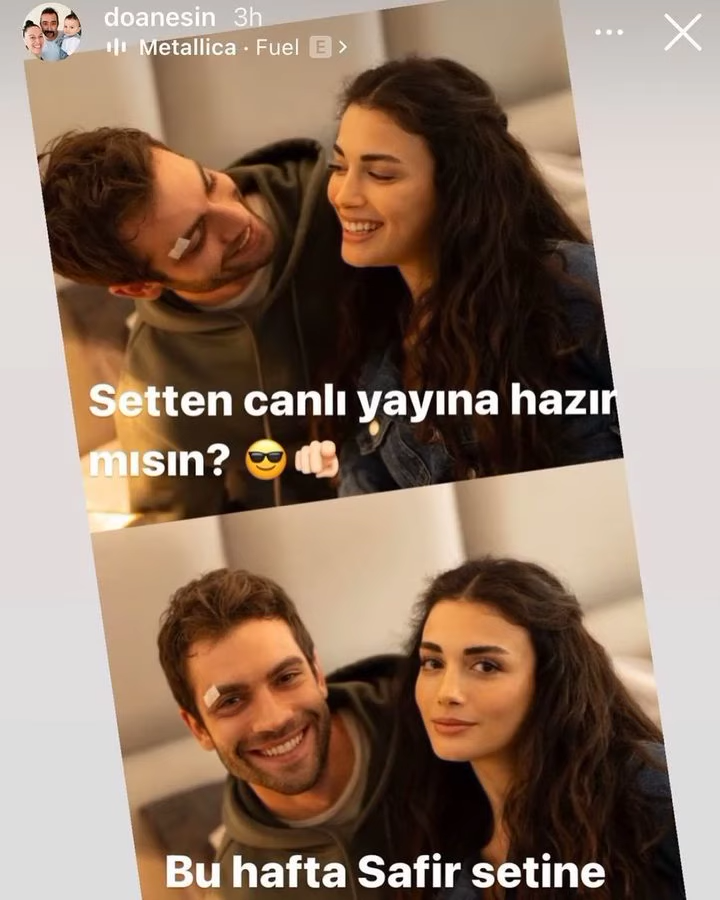 doanesin 3h
Metallica · Fuel E >
Setten canlı yayına hazır
mısın? 😎🫵🏻
Bu hafta Safir setine